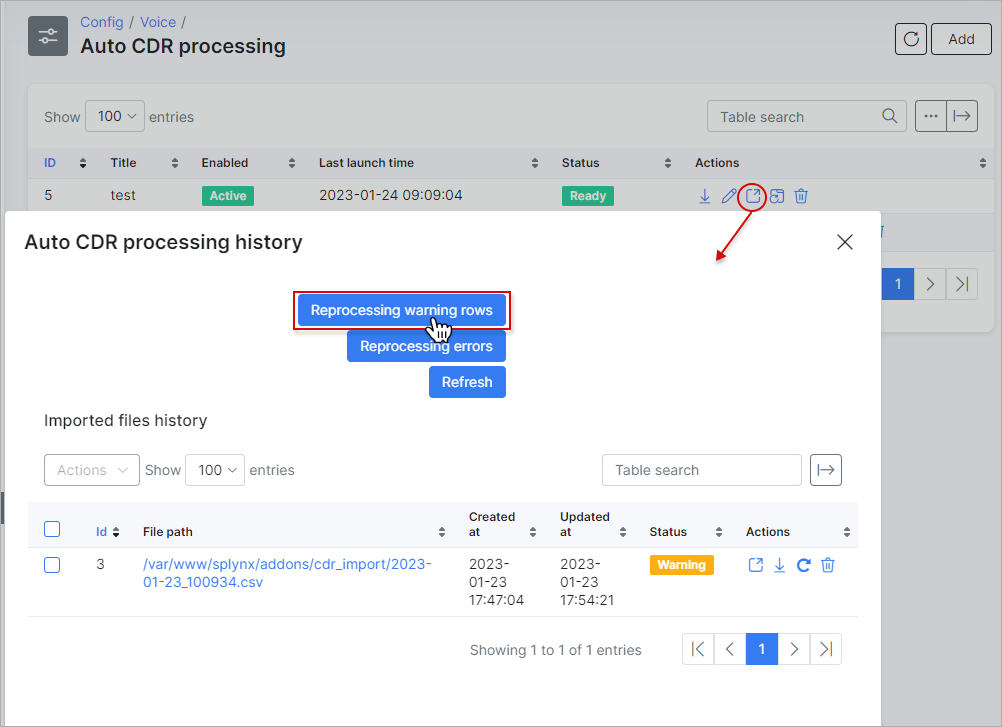 Config / Voice /
Auto CDR processing
Add
Show 100 entries
Table search
ID Title Enabled Last launch time Status Actions
5 test Active 2023-01-24 09:09:04 Ready
1
Auto CDR processing history
Reprocessing warning rows
Reprocessing errors
Refresh
Imported files history
Actions Show 100 entries
Table search
Id File path Created at Updated at Status Actions
3 /var/www/splynx/addons/cdr_import/2023-01-23_100934.csv 2023-01-23 17:47:04 2023-01-23 17:54:21 Warning
Showing 1 to 1 of 1 entries
1